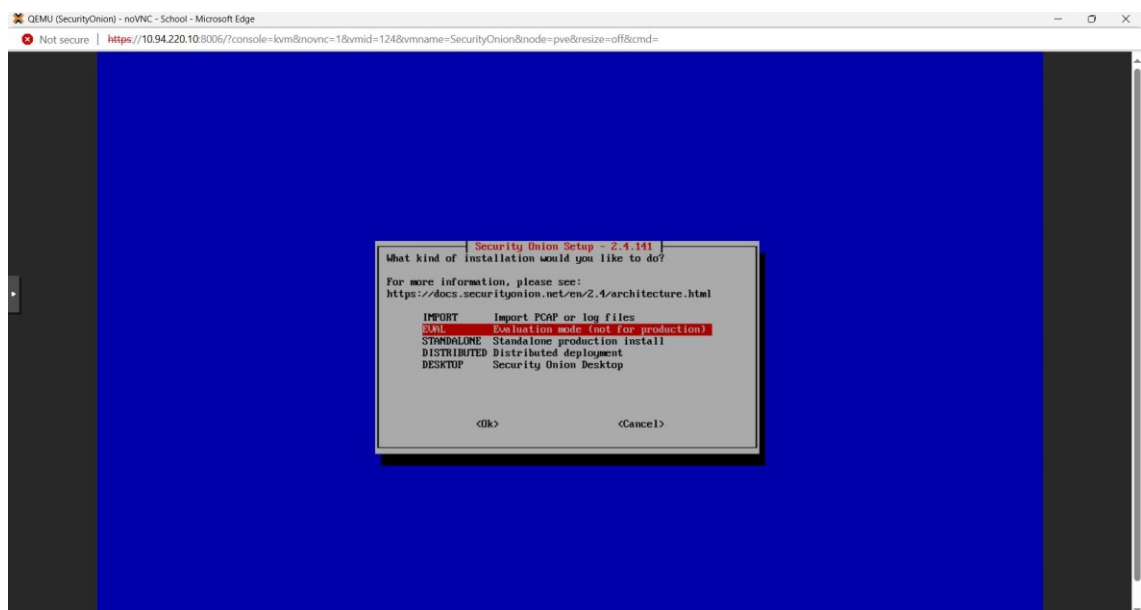 QEMU (SecurityOnion) - noVNC - School - Microsoft Edge
Not secure | https://10.94.220.10:8006/?console=kvm&novnc=1&vmid=124&vmname=SecurityOnion&node=pve&resize=off&cmd=
Security Onion Setup - 2.4.141
What kind of installation would you like to do?
For more information, please see:
https://docs.securityonion.net/en/2.4/architecture.html
IMPORT Import PCAP or log files
EVAL Evaluation mode (not for production)
STANDALONE Standalone production install
DISTRIBUTED Distributed deployment
DESKTOP Security Onion Desktop
<Ok> <Cancel>